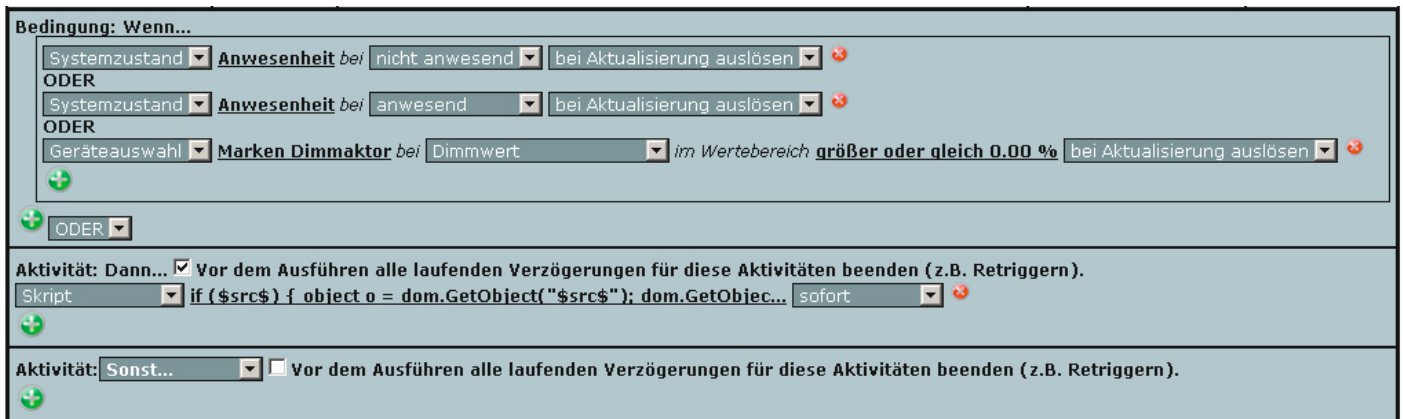 Bedingung: Wenn...
Systemzustand Anwesenheit bei nicht anwesend bei Aktualisierung auslösen
ODER
Systemzustand Anwesenheit bei anwesend bei Aktualisierung auslösen
ODER
Geräteauswahl Marken Dimmaktor bei Dimmwert im Wertebereich größer oder gleich 0.00 % bei Aktualisierung auslösen
ODER
Aktivität: Dann... Vor dem Ausführen alle laufenden Verzögerungen für diese Aktivitäten beenden (z.B. Retriggern).
Skript if ($src$) { object o = dom.GetObject("$src$"); dom.GetObjec... sofort
Aktivität: Sonst... Vor dem Ausführen alle laufenden Verzögerungen für diese Aktivitäten beenden (z.B. Retriggern).